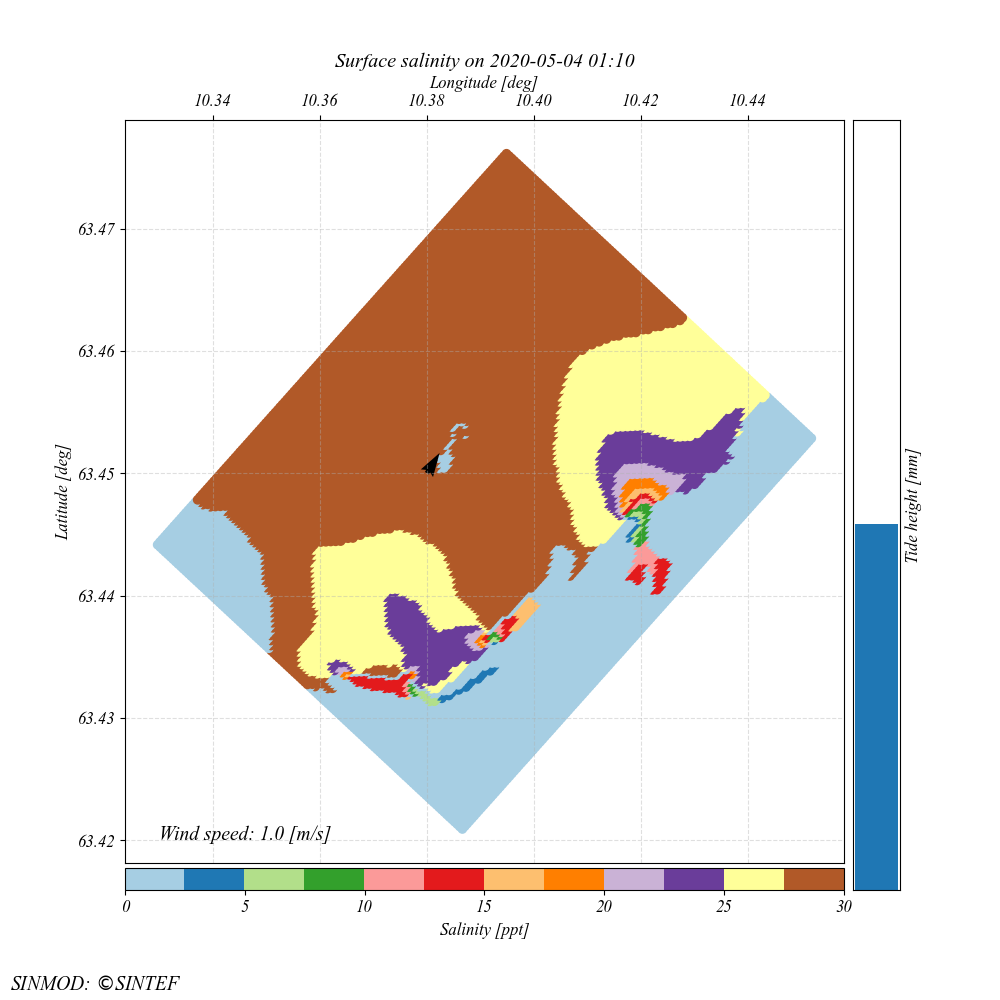 Surface salinity on 2020-05-04 01:10
Longitude [deg]
10.34 10.36 10.38 10.40 10.42 10.44
63.47
63.46
63.45
63.44
63.43
63.42
Latitude [deg]
Tide height [mm]
Wind speed: 1.0 [m/s]
0 5 10 15 20 25 30
Salinity [ppt]
SINMOD: ©SINTEF